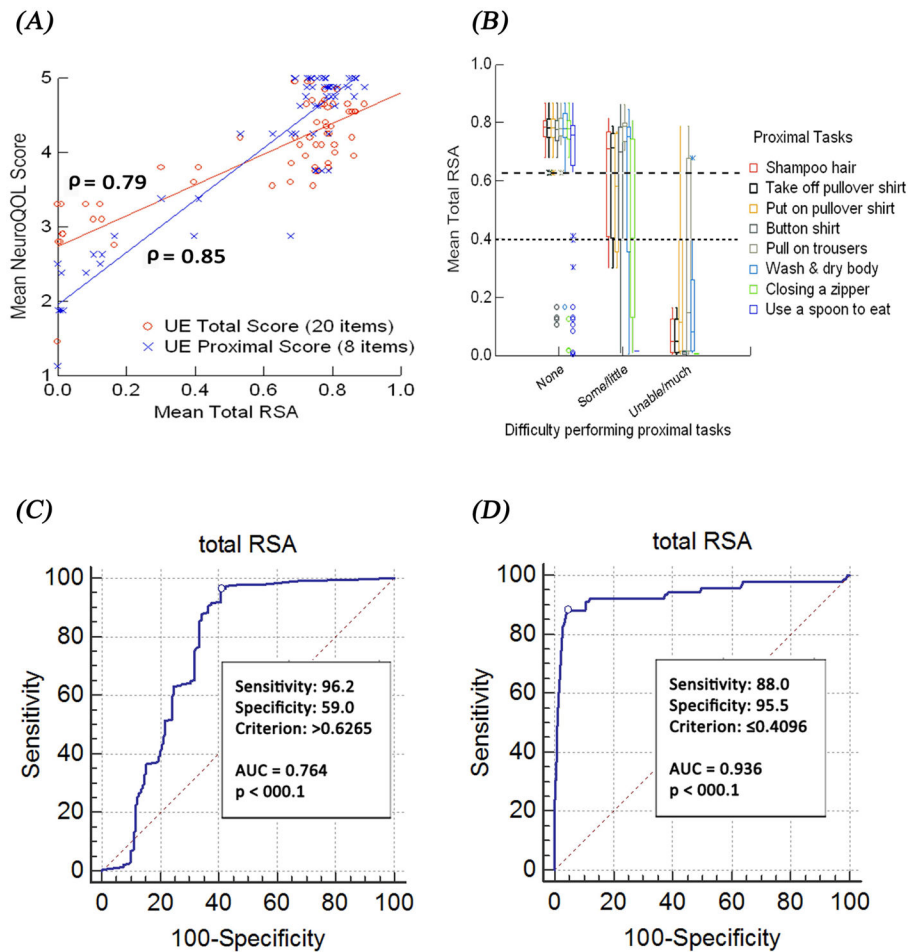 (A)
5
4
3
2
1
Mean NeuroQOL Score
ρ = 0.79
ρ = 0.85
UE Total Score (20 items)
UE Proximal Score (8 items)
0.0 0.2 0.4 0.6 0.8 1.0
Mean Total RSA
(B)
1.0
0.8
0.6
0.4
0.2
0.0
Mean Total RSA
None
Some/little
Unable/much
Difficulty performing proximal tasks
Proximal Tasks
Shampoo hair
Take off pullover shirt
Put on pullover shirt
Button shirt
Pull on trousers
Wash & dry body
Closing a zipper
Use a spoon to eat
(C)
total RSA
100
80
60
40
20
0
Sensitivity
Sensitivity: 96.2
Specificity: 59.0
Criterion: >0.6265
AUC = 0.764
p < 000.1
0 20 40 60 80 100
100-Specificity
(D)
total RSA
100
80
60
40
20
0
Sensitivity
Sensitivity: 88.0
Specificity: 95.5
Criterion: ≤0.4096
AUC = 0.936
p < 000.1
0 20 40 60 80 100
100-Specificity